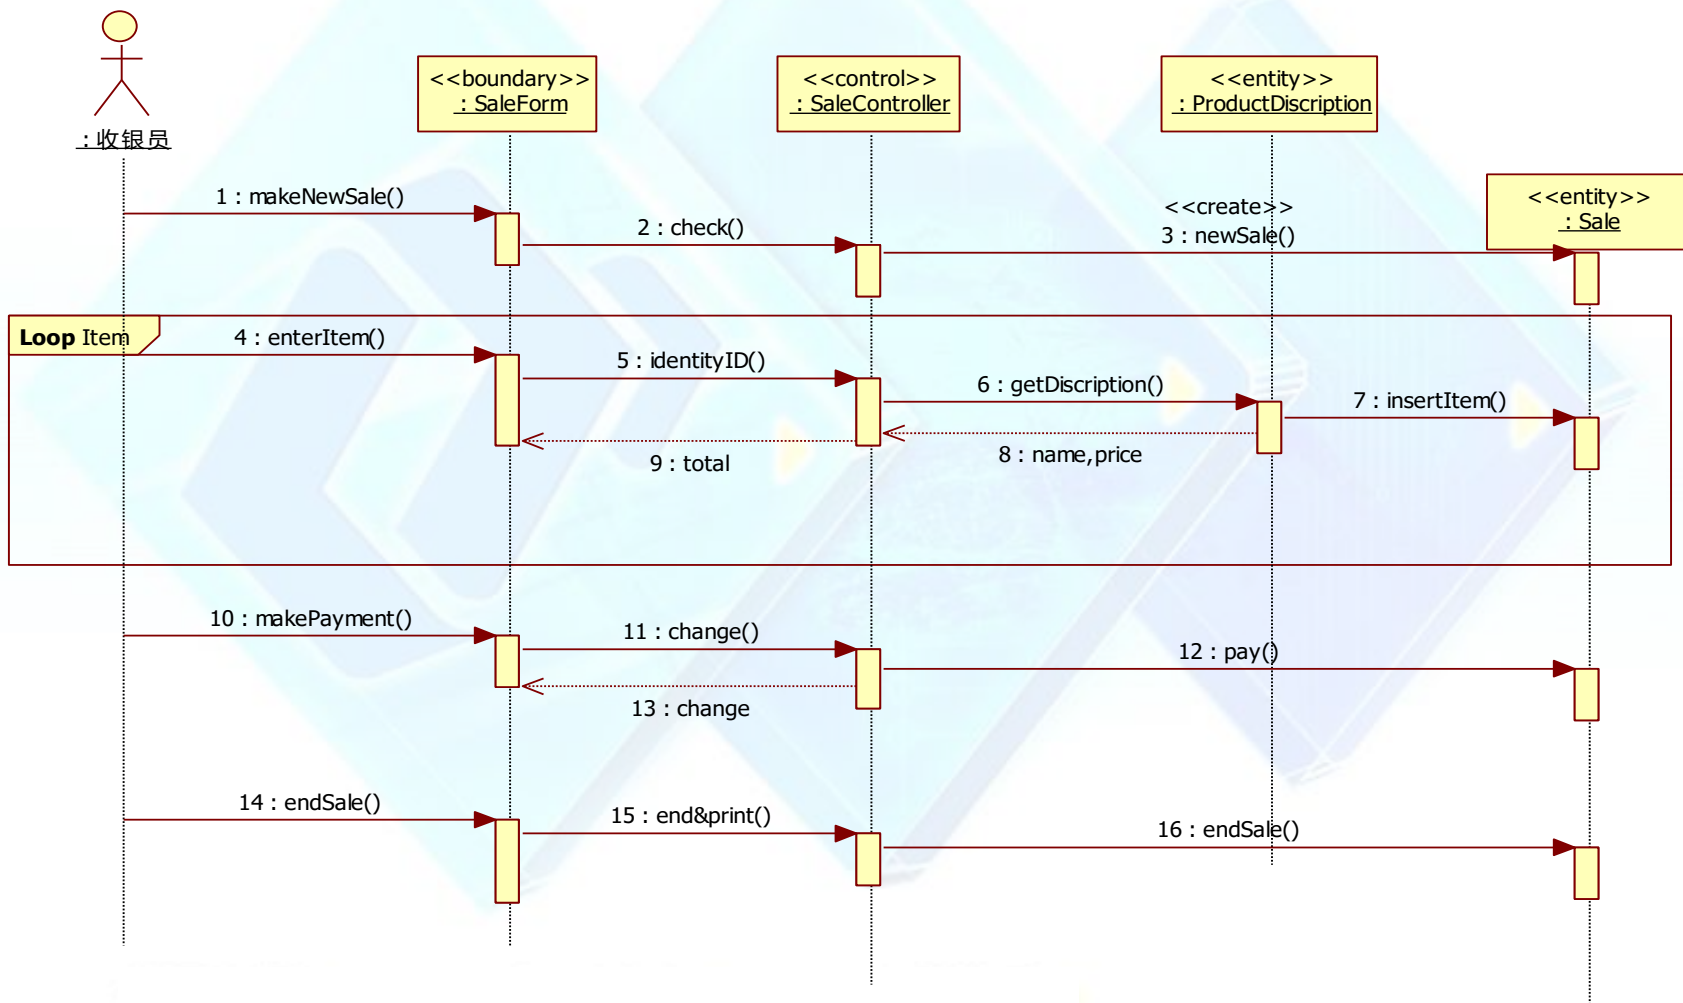 <<boundary>>
: SaleForm
<<control>>
: SaleController
<<entity>>
: ProductDiscription
: 收银员
<<entity>>
: Sale
1 : makeNewSale()
2 : check()
<<create>>
3 : newSale()
Loop Item
4 : enterItem()
5 : identityID()
6 : getDiscription()
7 : insertItem()
8 : name,price
9 : total
10 : makePayment()
11 : change()
12 : pay()
13 : change
14 : endSale()
15 : end&print()
16 : endSale()